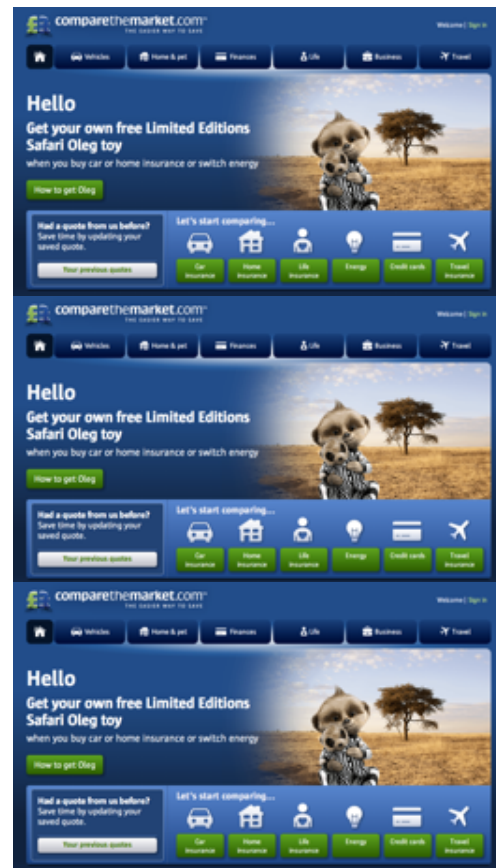 comparethemarket.com
THE EASIER WAY TO SAVE
Welcome | Sign in
Vehicles Home & pet Finances Life Business Travel
Hello
Get your own free Limited Editions
Safari Oleg toy
when you buy car or home insurance or switch energy
How to get Oleg
Had a quote from us before?
Save time by updating your
saved quote.
Your previous quotes
Let's start comparing...
Car Insurance
Home Insurance
Life Insurance
Energy
Credit cards
Travel Insurance
comparethemarket.com
THE EASIER WAY TO SAVE
Welcome | Sign in
Vehicles Home & pet Finances Life Business Travel
Hello
Get your own free Limited Editions
Safari Oleg toy
when you buy car or home insurance or switch energy
How to get Oleg
Had a quote from us before?
Save time by updating your
saved quote.
Your previous quotes
Let's start comparing...
Car Insurance
Home Insurance
Life Insurance
Energy
Credit cards
Travel Insurance
comparethemarket.com
THE EASIER WAY TO SAVE
Welcome | Sign in
Vehicles Home & pet Finances Life Business Travel
Hello
Get your own free Limited Editions
Safari Oleg toy
when you buy car or home insurance or switch energy
How to get Oleg
Had a quote from us before?
Save time by updating your
saved quote.
Your previous quotes
Let's start comparing...
Car Insurance
Home Insurance
Life Insurance
Energy
Credit cards
Travel Insurance